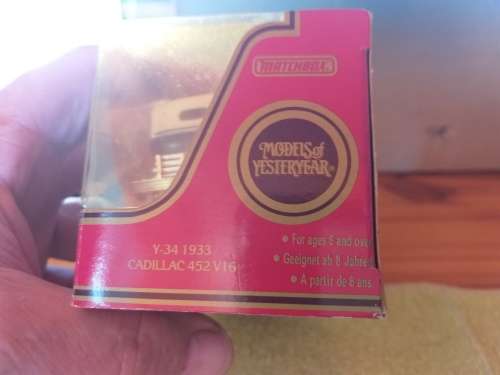 MATCHBOX
MODELS of
YESTERYEAR®
Y-34 1933
CADILLAC 452 V16
• For ages 8 and over
• Geeignet ab 8 Jahre
• A partir de 8 ans